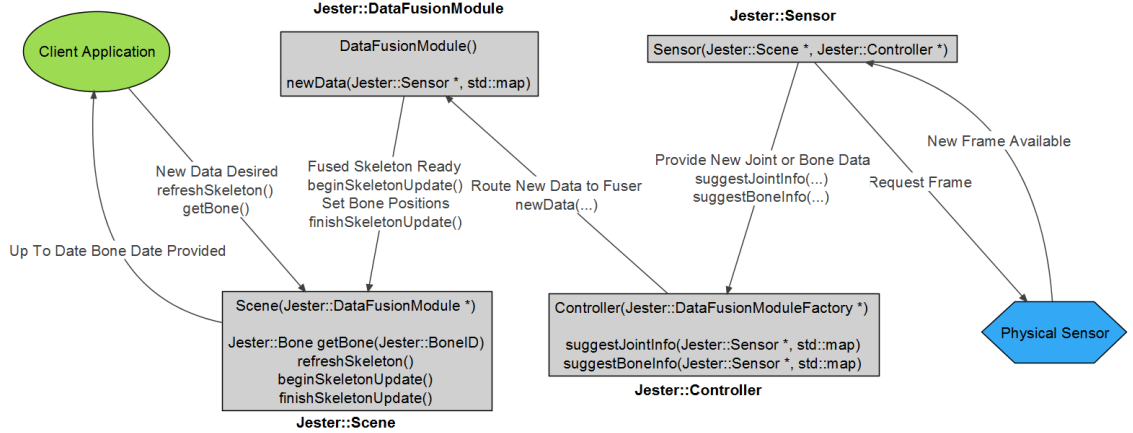 Jester::DataFusionModule
Jester::Sensor
Client Application
DataFusionModule()
newData(Jester::Sensor *, std::map)
Sensor(Jester::Scene *, Jester::Controller *)
New Data Desired
refreshSkeleton()
getBone()
Fused Skeleton Ready
beginSkeletonUpdate()
Set Bone Positions
finishSkeletonUpdate()
Route New Data to Fuser
newData(...)
Provide New Joint or Bone Data
suggestJointInfo(...)
suggestBoneInfo(...)
New Frame Available
Request Frame
Up To Date Bone Date Provided
Scene(Jester::DataFusionModule *)
Jester::Bone getBone(Jester::BoneID)
refreshSkeleton()
beginSkeletonUpdate()
finishSkeletonUpdate()
Jester::Scene
Controller(Jester::DataFusionModuleFactory *)
suggestJointInfo(Jester::Sensor *, std::map)
suggestBoneInfo(Jester::Sensor *, std::map)
Jester::Controller
Physical Sensor